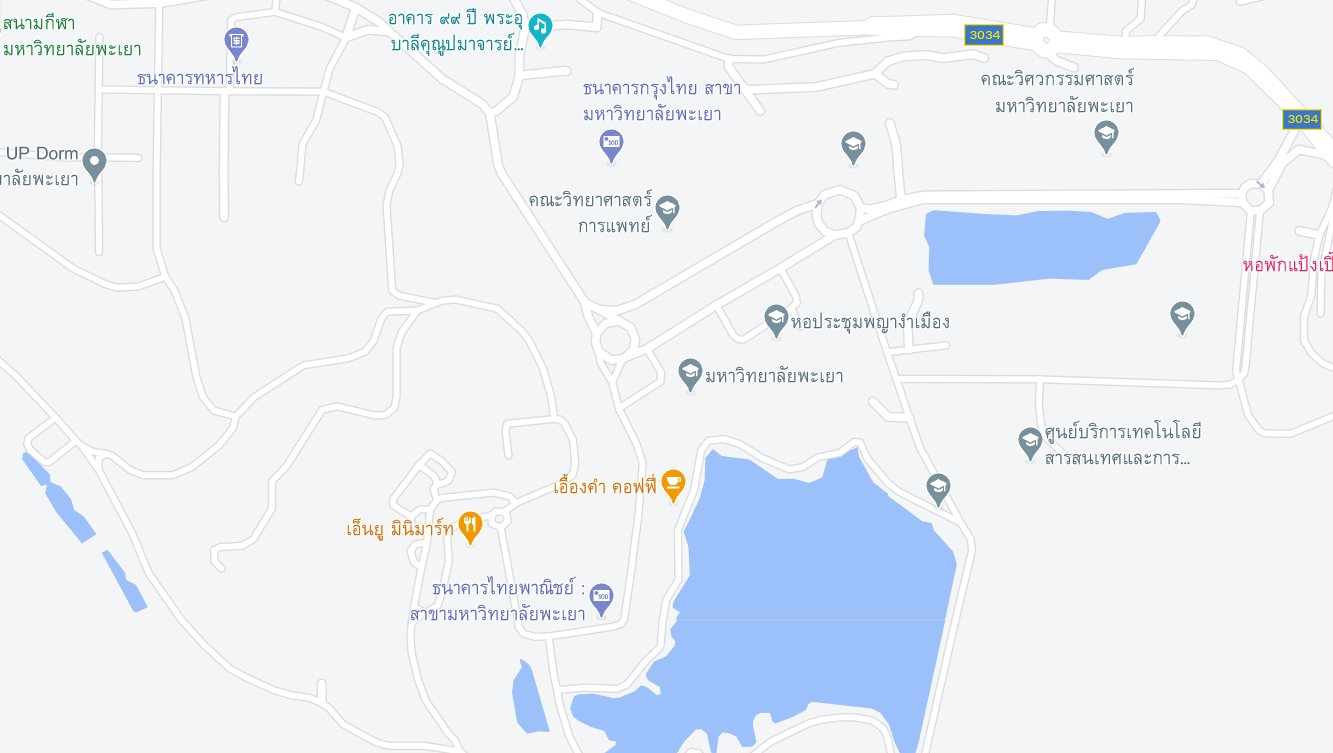 สนามกีฬา
มหาวิทยาลัยพะเยา
ธนาคารทหารไทย
อาคาร ๙๙ ปี พระอุ
บาลีคุณูปมาจารย์...
3034
ธนาคารกรุงไทย สาขา
มหาวิทยาลัยพะเยา
คณะวิศวกรรมศาสตร์
มหาวิทยาลัยพะเยา
3034
UP Dorm
าลัยพะเยา
คณะวิทยาศาสตร์
การแพทย์
หอพักแป้งเปิ้
หอประชุมพญางำเมือง
มหาวิทยาลัยพะเยา
ศูนย์บริการเทคโนโลยี
สารสนเทศและการ...
เอื้องคำ คอฟฟี่
เอ็นยู มินิมาร์ท
ธนาคารไทยพาณิชย์ :
สาขามหาวิทยาลัยพะเยา